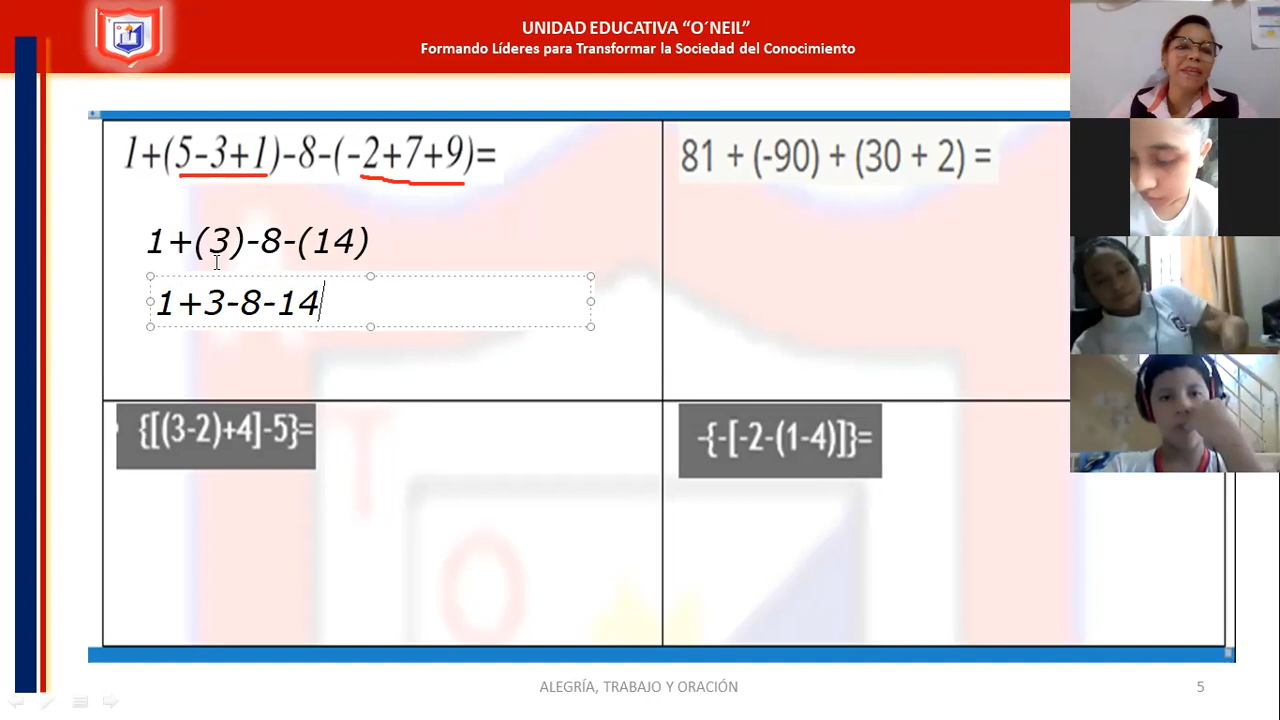 UNIDAD EDUCATIVA “O´NEIL”
Formando Líderes para Transformar la Sociedad del Conocimiento
1+(5-3+1)-8-(-2+7+9)=
1+(3)-8-(14)
1+3-8-14
81 + (-90) + (30 + 2) =
{[(3-2)+4]-5}=
-{-[-2-(1-4)]}=
ALEGRÍA, TRABAJO Y ORACIÓN
5